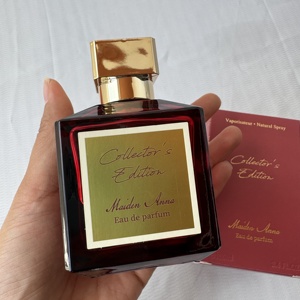 Collector's
Edition
Maiden Anna
Eau de parfum
Vaporisateur • Natural Spray
Collector's
Edition
Maiden Anna
Eau de parfum